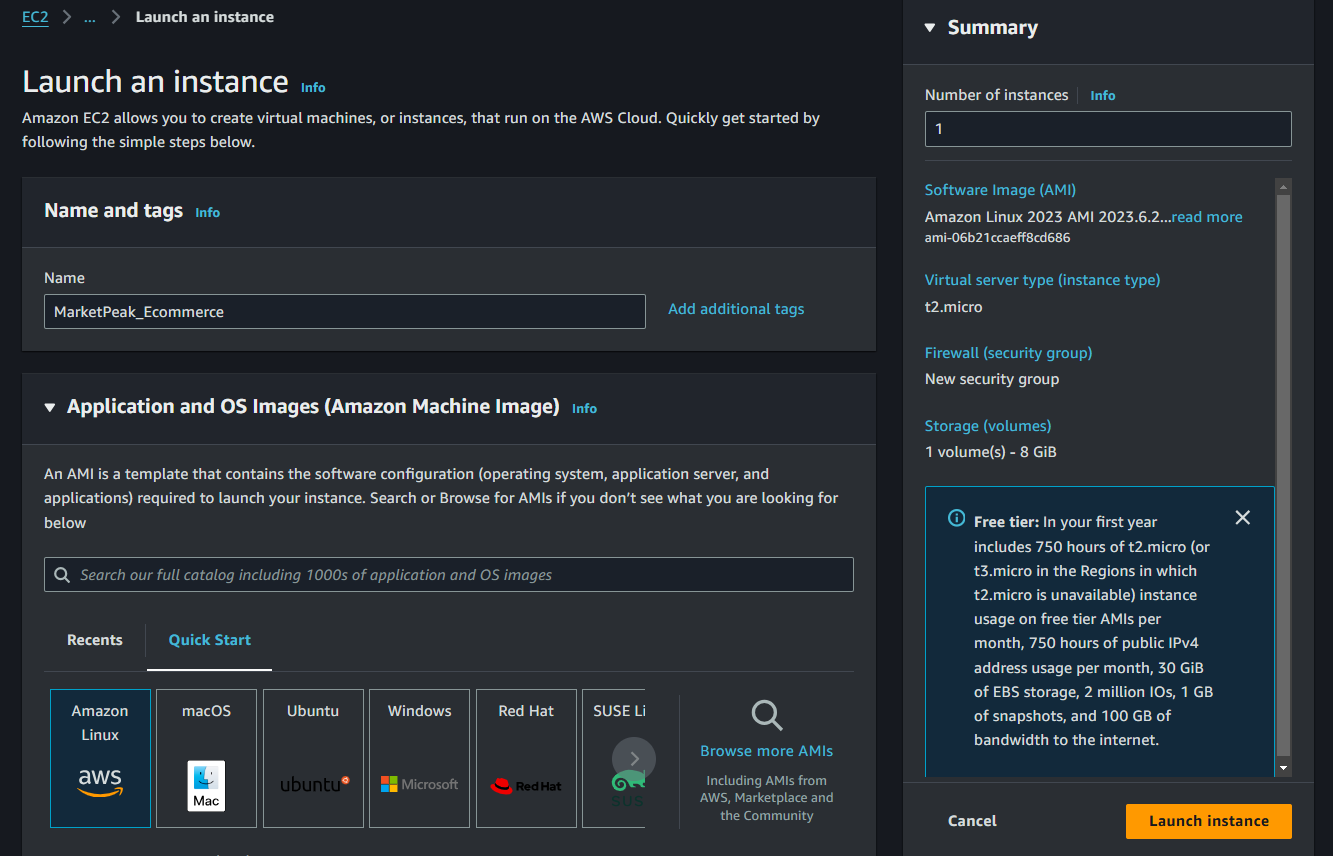 EC2 > ... > Launch an instance
Launch an instance Info
Amazon EC2 allows you to create virtual machines, or instances, that run on the AWS Cloud. Quickly get started by
following the simple steps below.
Name and tags Info
Name
MarketPeak_Ecommerce
Add additional tags
Application and OS Images (Amazon Machine Image) Info
An AMI is a template that contains the software configuration (operating system, application server, and
applications) required to launch your instance. Search or Browse for AMIs if you don't see what you are looking for
below
Search our full catalog including 1000s of application and OS images
Recents
Quick Start
Amazon
Linux
aws
macOS
Mac
Ubuntu
ubuntu
Windows
Microsoft
Red Hat
Red Hat
SUSE Li
SUS
Browse more AMIs
Including AMIs from
AWS, Marketplace and
the Community
Summary
Number of instances Info
1
Software Image (AMI)
Amazon Linux 2023 AMI 2023.6.2...read more
ami-06b21ccaeff8cd686
Virtual server type (instance type)
t2.micro
Firewall (security group)
New security group
Storage (volumes)
1 volume(s) - 8 GiB
Free tier: In your first year
includes 750 hours of t2.micro (or
t3.micro in the Regions in which
t2.micro is unavailable) instance
usage on free tier AMIs per
month, 750 hours of public IPv4
address usage per month, 30 GiB
of EBS storage, 2 million IOs, 1 GB
of snapshots, and 100 GB of
bandwidth to the internet.
Cancel
Launch instance